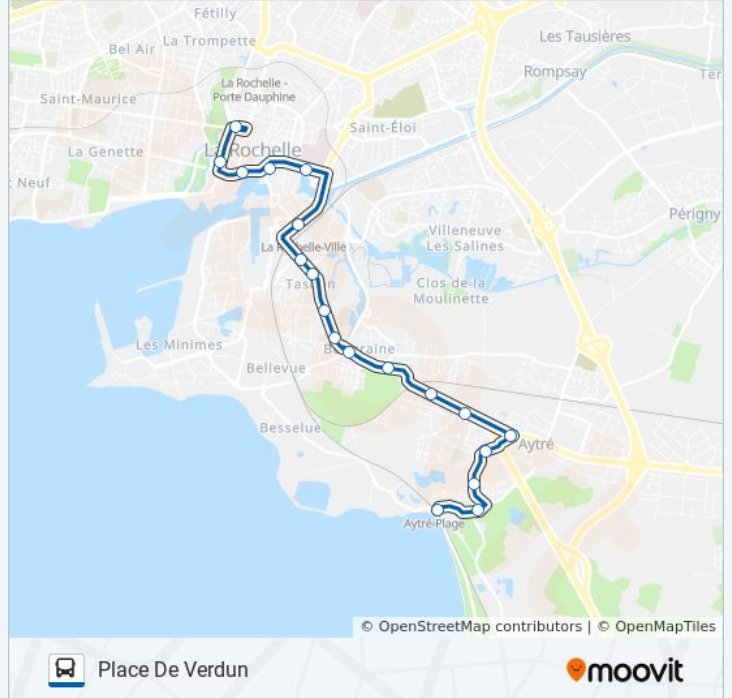 Fétilly
La Trompette
Bel Air
Les Tausières
Rompsay
La Rochelle -
Porte Dauphine
Saint-Maurice
Saint-Éloi
La Genette
La Rochelle
Neuf
Périgny
Villeneuve
Les Salines
Clos de la
Moulinette
Les Minimes
Bellevue
Besselue
Aytré
Aytré-Plage
© OpenStreetMap contributors | © OpenMapTiles
Place De Verdun
moovit